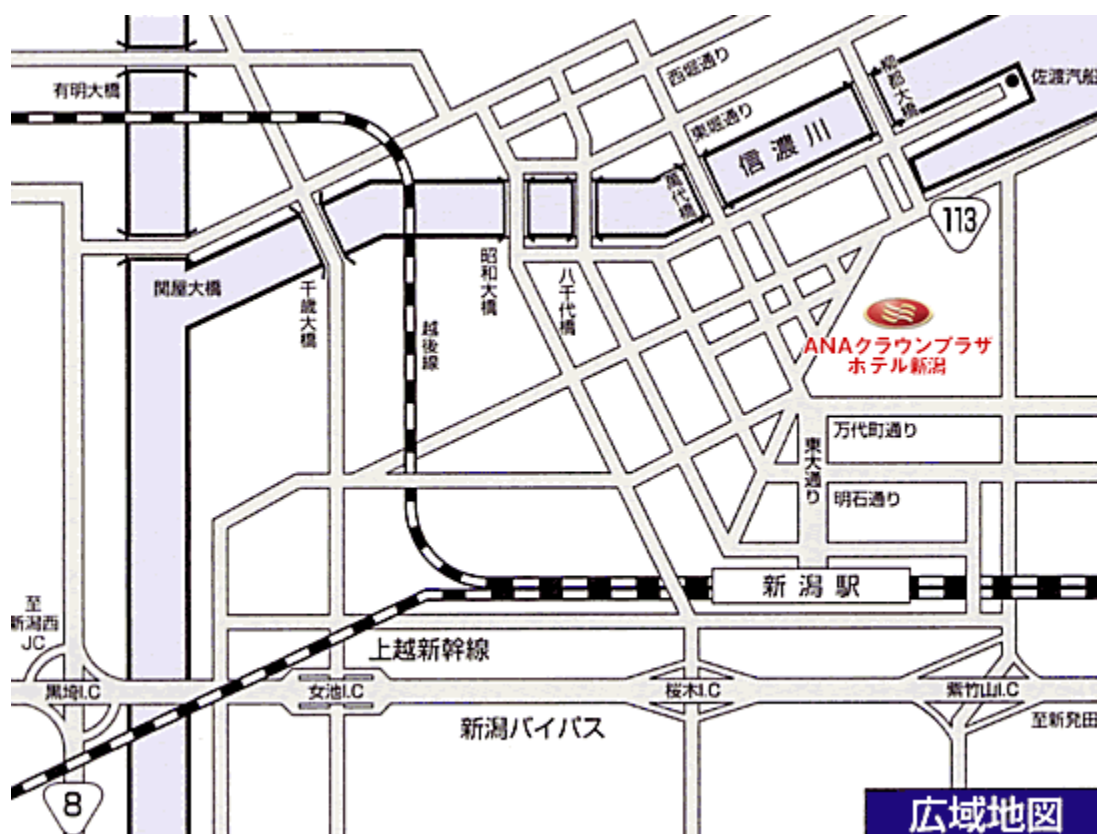 西堀通り
柳都大橋
佐渡汽船
有明大橋
東堀通り
信濃川
萬代橋
113
関屋大橋
千歳大橋
昭和大橋
八千代橋
越後線
ANAクラウンプラザ
ホテル新潟
万代町通り
東大通り
明石通り
新潟駅
至
新潟西
JC
上越新幹線
黒埼I.C
女池I.C
桜木I.C
紫竹山I.C
新潟バイパス
至新発田
8
広域地図